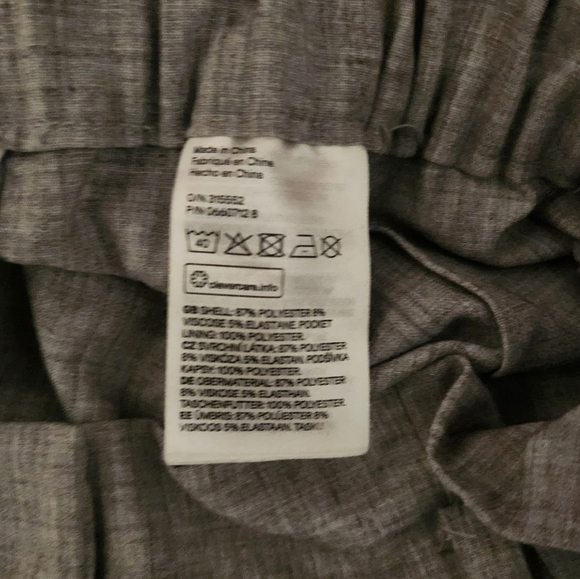 Made in China
Fabriqué en Chine
Hecho en China
O/N 315552
P/N 0660712 8
40
clevercare.info
GB SHELL: 87% POLYESTER 8%
VISCOSE 5% ELASTANE. POCKET
LINING: 100% POLYESTER.
CZ SVRCHNÍ LÁTKA: 87% POLYESTER
8% VISKÓZA 5% ELASTAN. PODŠÍVKA
KAPSY: 100% POLYESTER.
DE OBERMATERIAL: 87% POLYESTER
8% VISKOSE 5% ELASTHAN.
TASCHENFUTTER: 100% POLYESTER.
EE ÜMBRIS: 87% POLÜESTER 8%
VISKOOS 5% ELASTAAN.